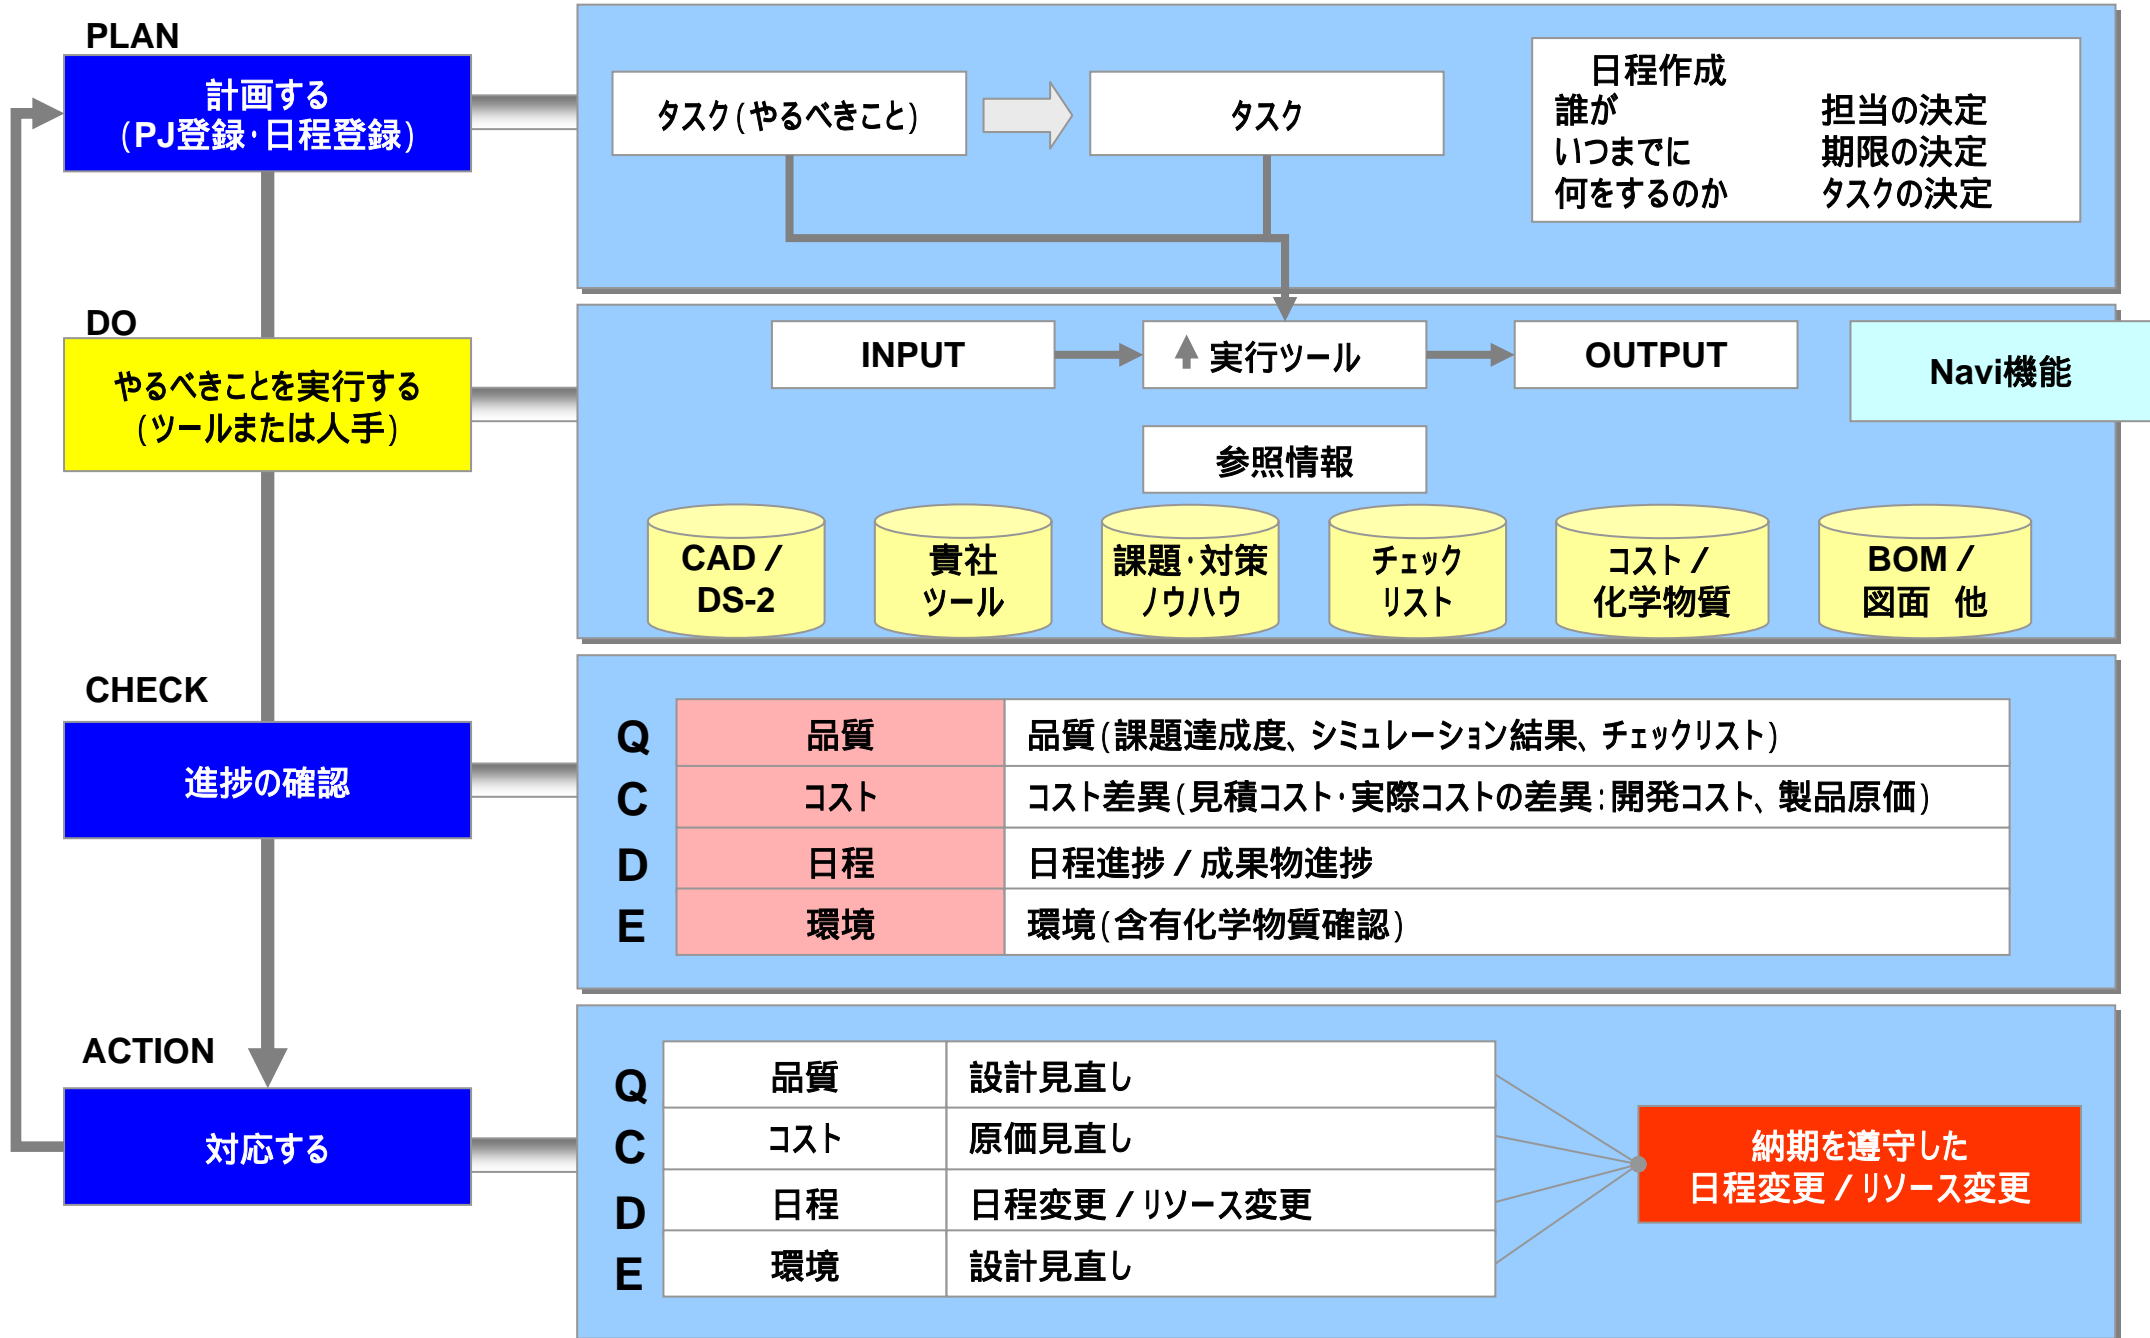 PLAN
計画する
(PJ登録・日程登録)
タスク(やるべきこと)
タスク
日程作成
誰が 担当の決定
いつまでに 期限の決定
何をするのか タスクの決定
DO
やるべきことを実行する
(ツールまたは人手)
INPUT
実行ツール
OUTPUT
Navi機能
参照情報
CAD/
DS-2
貴社
ツール
課題・対策
ノウハウ
チェック
リスト
コスト/
化学物質
BOM/
図面 他
CHECK
進捗の確認
Q 品質 品質(課題達成度、シミュレーション結果、チェックリスト)
C コスト コスト差異(見積コスト・実際コストの差異:開発コスト、製品原価)
D 日程 日程進捗/成果物進捗
E 環境 環境(含有化学物質確認)
ACTION
対応する
Q 品質 設計見直し
C コスト 原価見直し
D 日程 日程変更/リソース変更
E 環境 設計見直し
納期を遵守した
日程変更/リソース変更